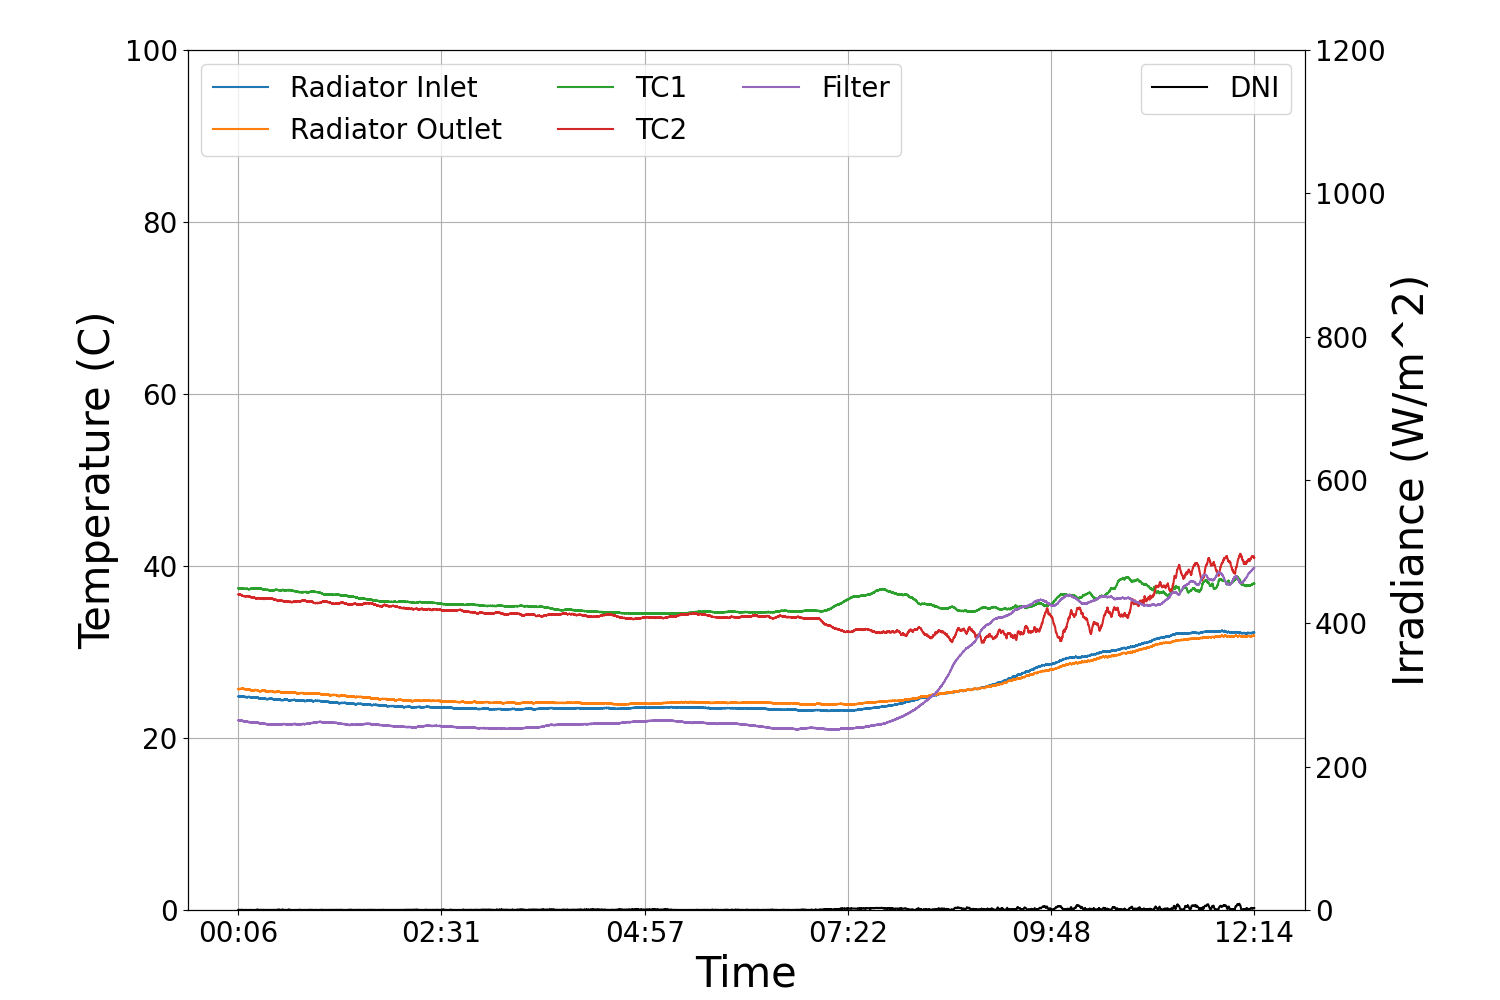 100
80
60
40
20
0
Temperature (C)
Radiator Inlet
Radiator Outlet
TC1
TC2
Filter
DNI
1200
1000
800
600
400
200
0
Irradiance (W/m^2)
00:06 02:31 04:57 07:22 09:48 12:14
Time